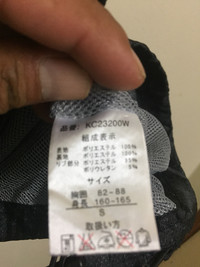 品番: KC23200W
組成表示
表地 ポリエステル 100%
裏地 ポリエステル 100%
リブ部分 ポリエステル
ポリウレタン
サイズ
胸囲 82-88
身長 160-165
S
取扱い方